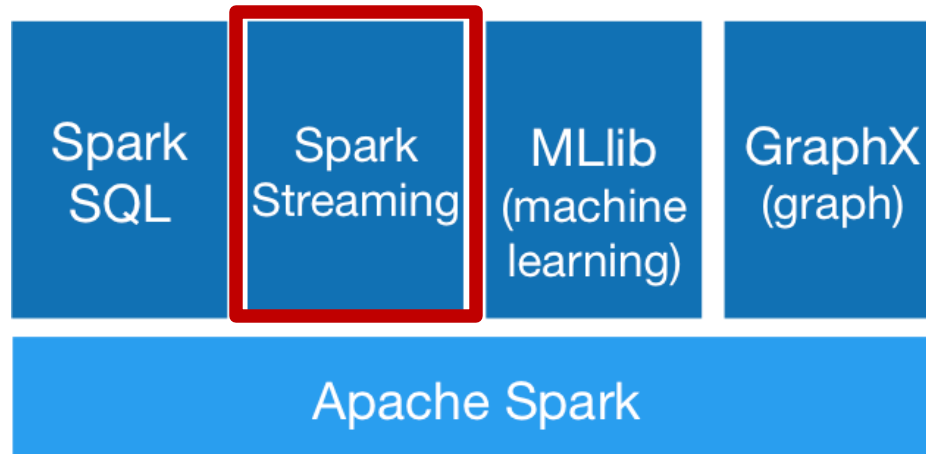 Spark
SQL
Spark
Streaming
MLlib
(machine
learning)
GraphX
(graph)
Apache Spark